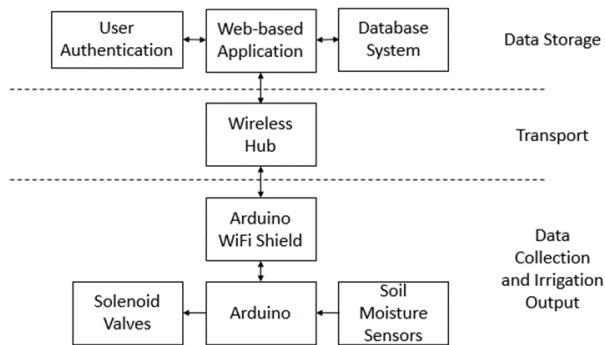 User
Authentication
Web-based
Application
Database
System
Data Storage
Wireless
Hub
Transport
Arduino
WiFi Shield
Data
Collection
and Irrigation
Output
Solenoid
Valves
Arduino
Soil
Moisture
Sensors